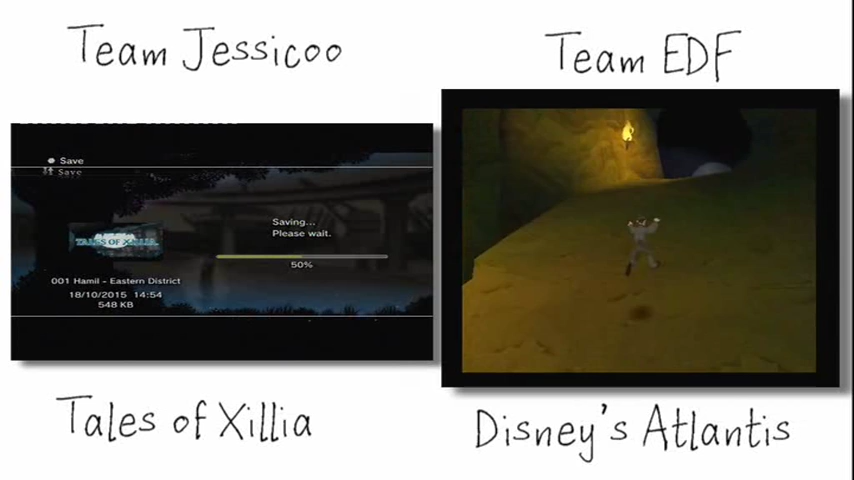 Team Jessicoo
Team EDF
Save
Save
TALES OF XILLIA
Saving...
Please wait.
50%
001 Hamil - Eastern District
18/10/2015 14:54
548 KB
Tales of Xillia
Disney's Atlantis